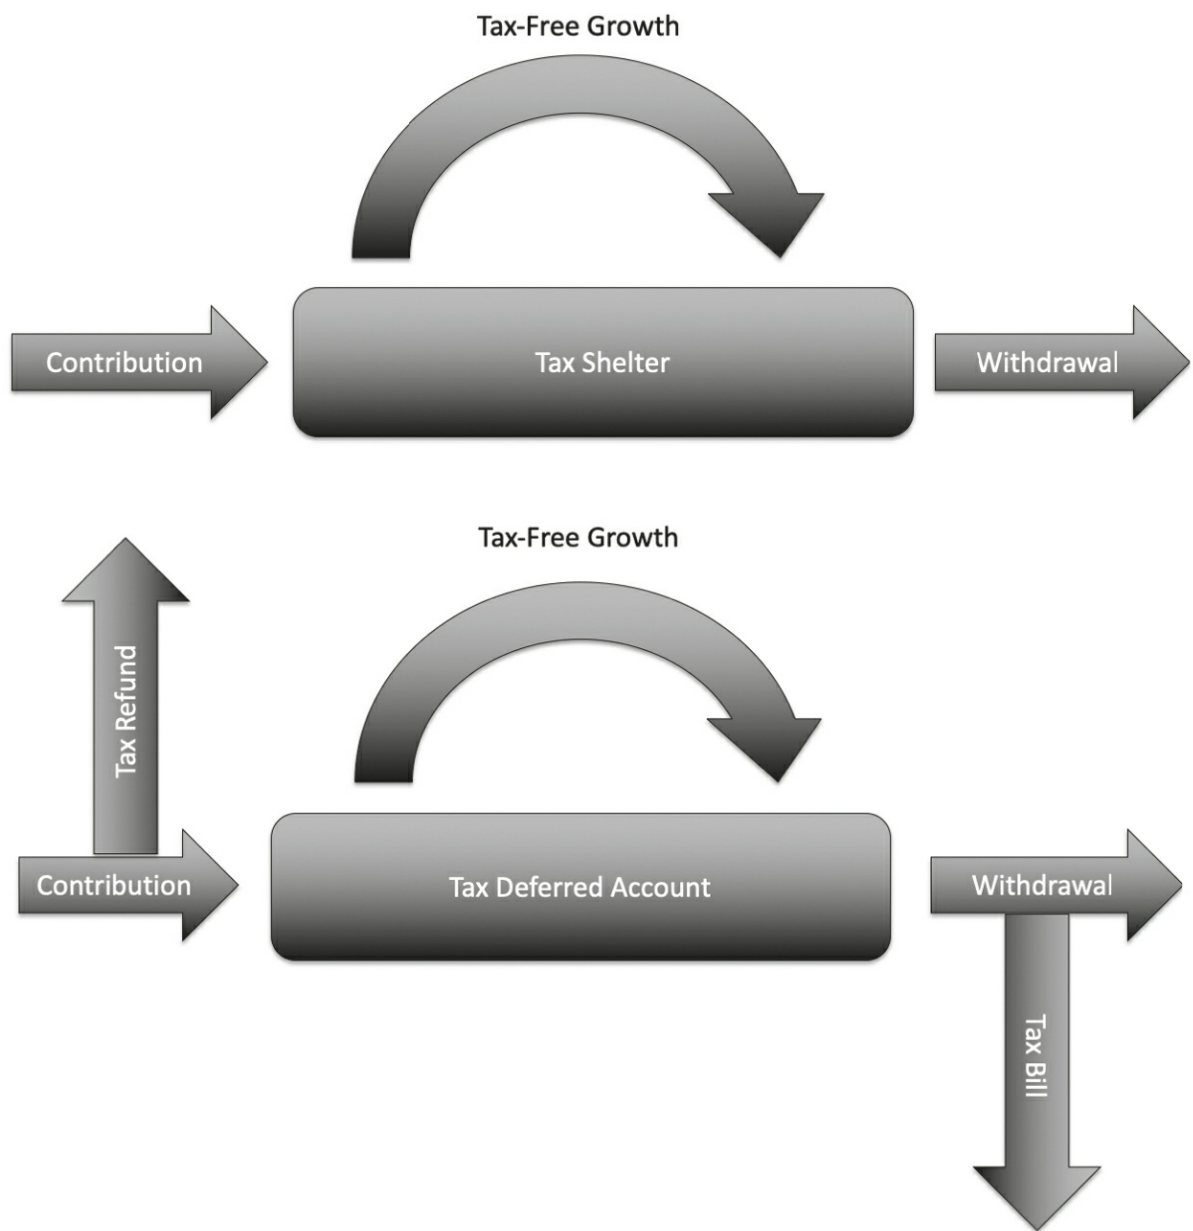 Tax-Free Growth
Contribution
Tax Shelter
Withdrawal
Tax-Free Growth
Tax Refund
Contribution
Tax Deferred Account
Withdrawal
Tax Bill